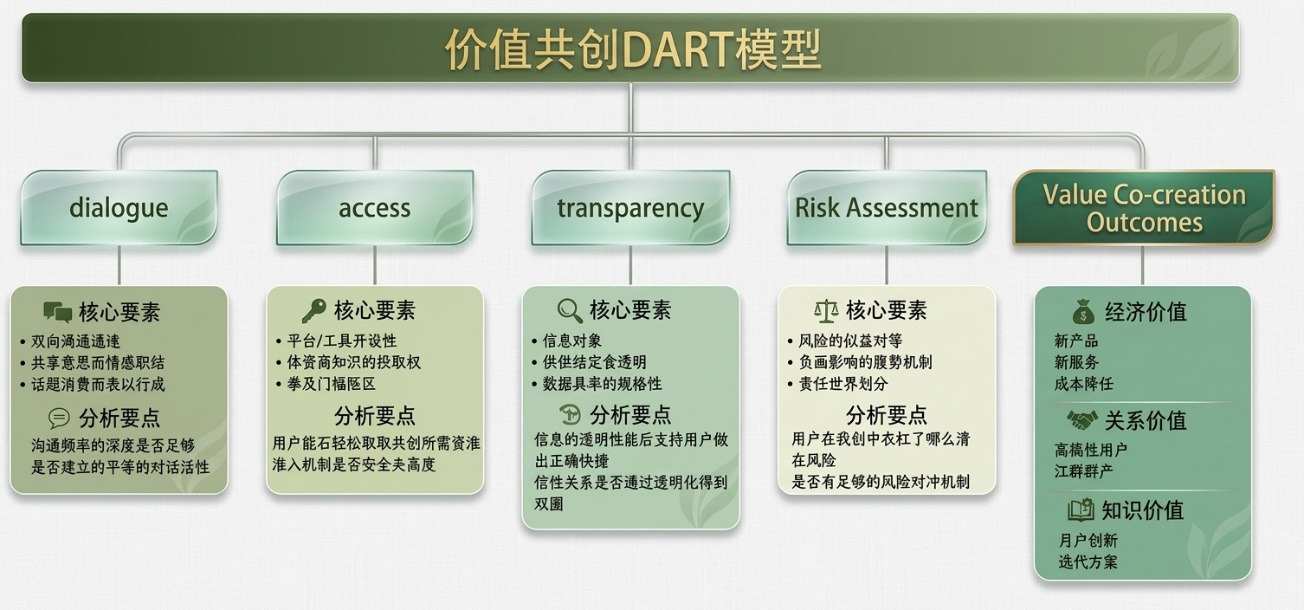 价值共创DART模型
dialogue
核心要素
• 双向渦通遗逹
• 共享意思而情感职结
• 话题消费而表以行成
分析要点
沟通频率的深度是否足够
是否建立的平等的对话活性
access
核心要素
• 平台/工具开设性
• 体资商知识的投取权
• 拳及门槛陋区
分析要点
用户能石轻松取取共创所需资淮
淮入机制是否安全夫高度
transparency
核心要素
• 信息对象
• 供供结定食透明
• 数据具率的规格性
分析要点
信息的透明性能后支持用户做
出正确快捷
信性关系是否通过透明化得到
双圕
Risk Assessment
核心要素
• 风险的似益对等
• 负画影响的腹势机制
• 责任世界划分
分析要点
用户在我创中衣杠了哪么清
在风险
是否有足够的风险对冲机制
Value Co-creation
Outcomes
经济价值
新产品
新服务
成本降任
关系价值
高犒性用户
江群群产
知识价值
月户创新
选代方案